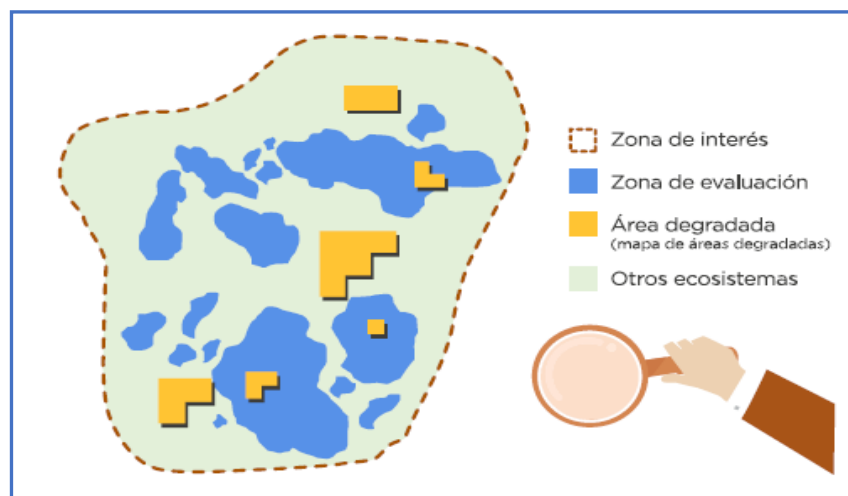 Zona de interés
Zona de evaluación
Área degradada
(mapa de áreas degradadas)
Otros ecosistemas